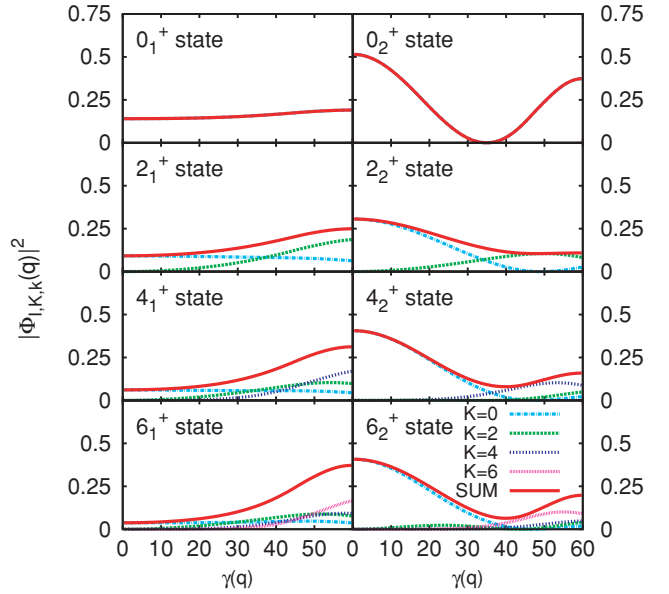 0.75 0.75
0₁⁺ state 0₂⁺ state
0.5 0.5
0.25 0.25
0 0
2₁⁺ state 2₂⁺ state
0.5 0.5
0.25 0.25
0 0
|Φ_I,K,k(q)|²
4₁⁺ state 4₂⁺ state
0.5 0.5
0.25 0.25
0 0
6₁⁺ state 6₂⁺ state
0.5 0.5
0.25 0.25
0 0
K=0
K=2
K=4
K=6
SUM
0 10 20 30 40 50 60 0 10 20 30 40 50 60
γ(q) γ(q)